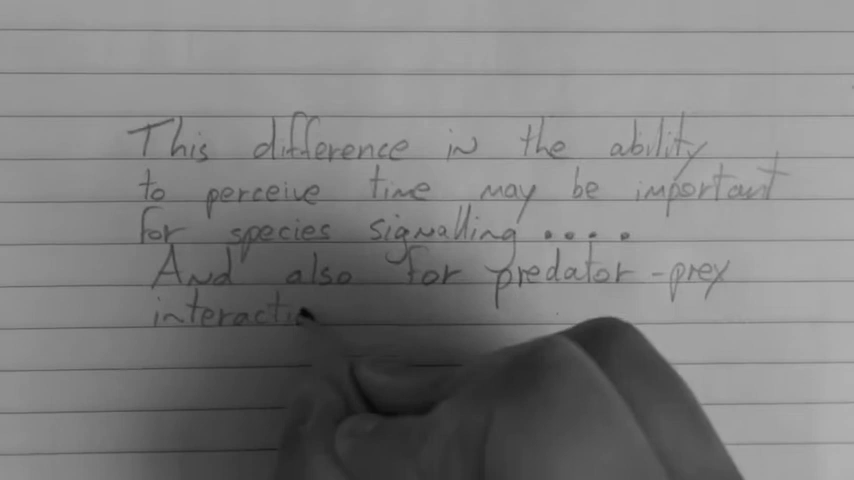 This difference in the ability
to perceive time may be important
for species signalling ....
And also for predator-prey
interacti